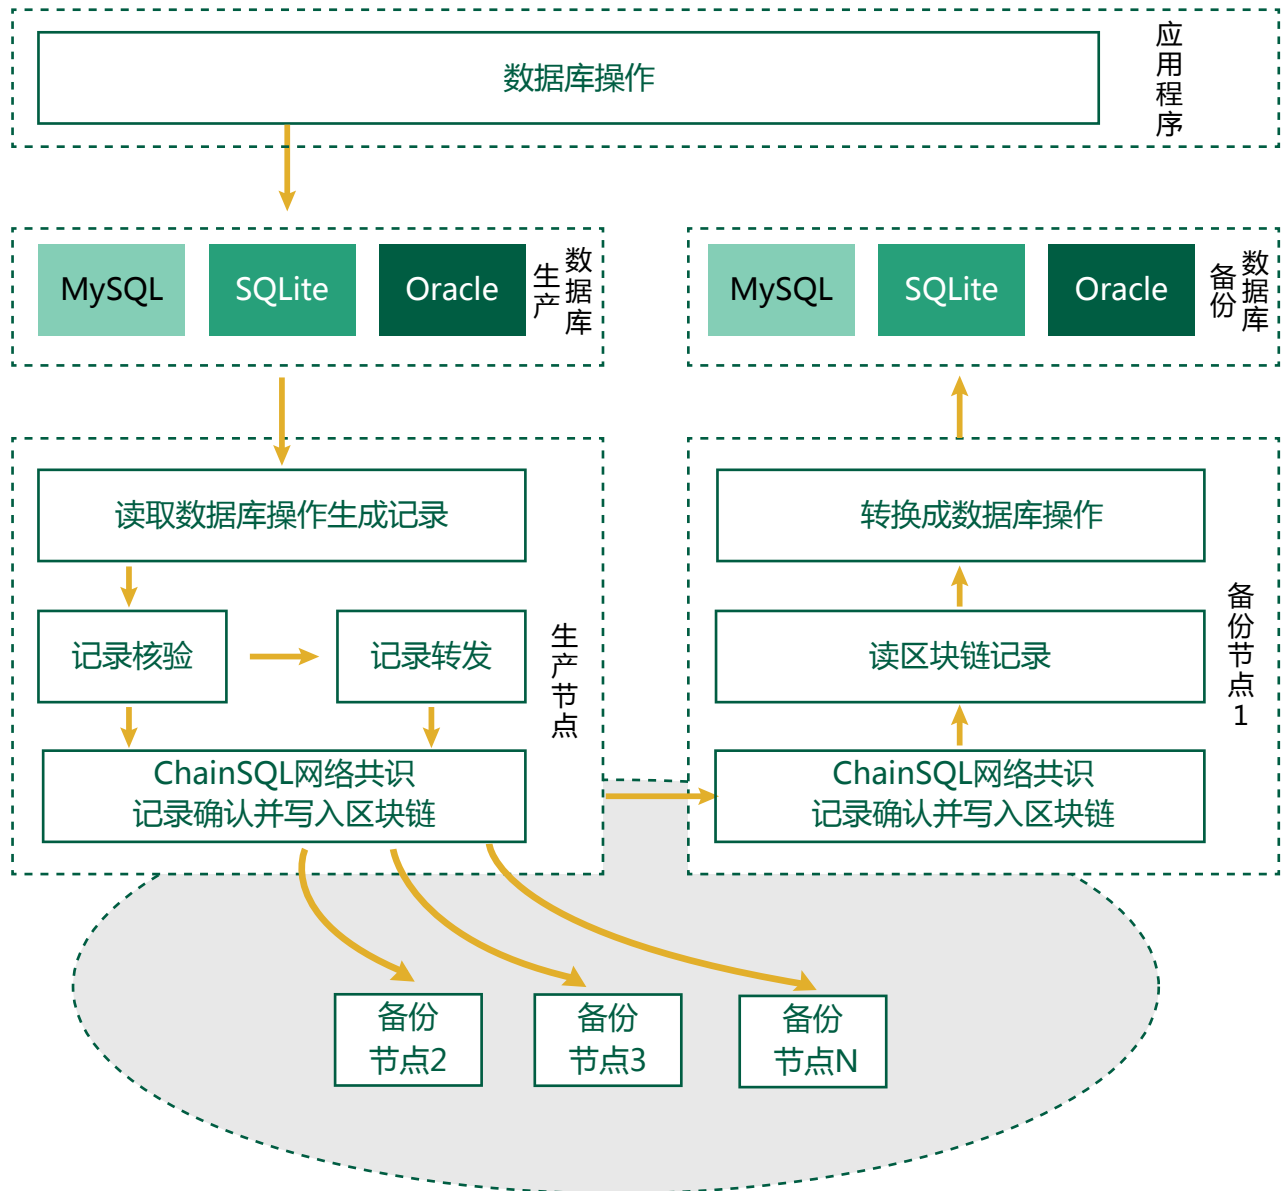 数据库操作
应用程序
MySQL
SQLite
Oracle
生产
数据库
MySQL
SQLite
Oracle
备份
数据库
读取数据库操作生成记录
记录核验
记录转发
ChainSQL网络共识
记录确认并写入区块链
生产节点
转换成数据库操作
读区块链记录
ChainSQL网络共识
记录确认并写入区块链
备份节点1
备份
节点2
备份
节点3
备份
节点N